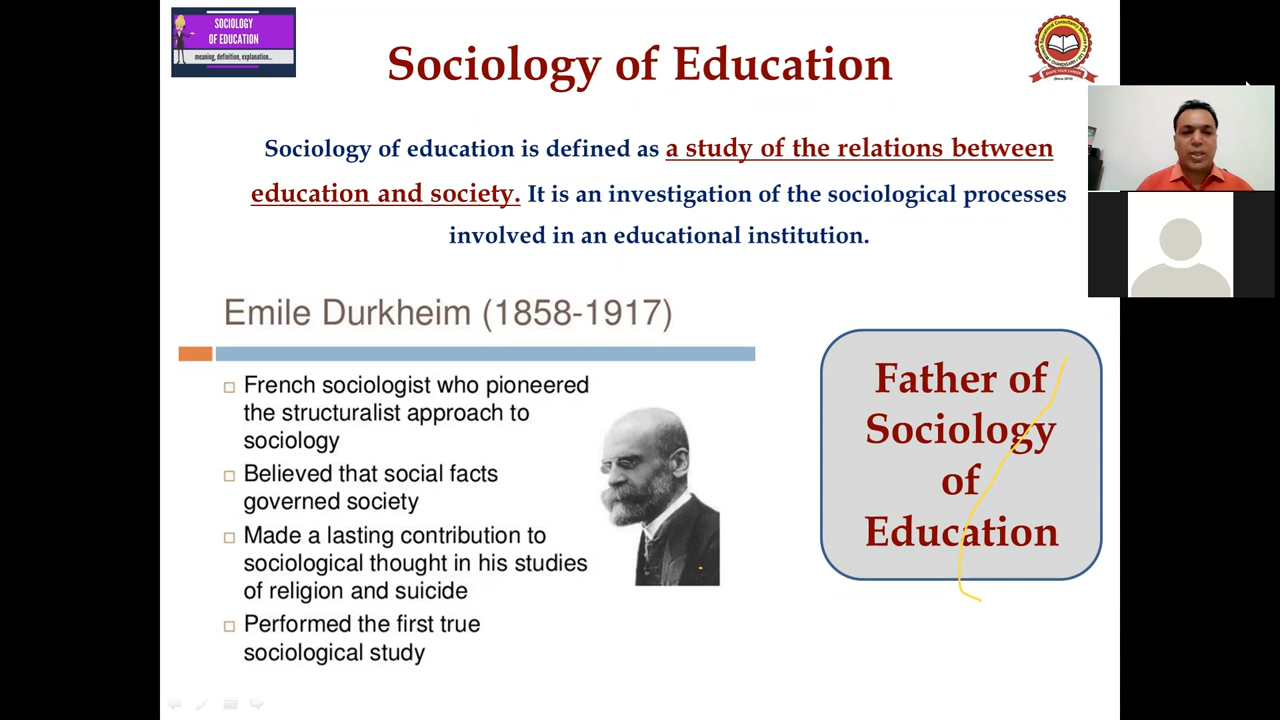 SOCIOLOGY
OF EDUCATION
meaning, definition, explanation...
Sociology of Education
Sociology of education is defined as a study of the relations between
education and society. It is an investigation of the sociological processes
involved in an educational institution.
Emile Durkheim (1858-1917)
French sociologist who pioneered
the structuralist approach to
sociology
Believed that social facts
governed society
Made a lasting contribution to
sociological thought in his studies
of religion and suicide
Performed the first true
sociological study
Father of
Sociology
of
Education